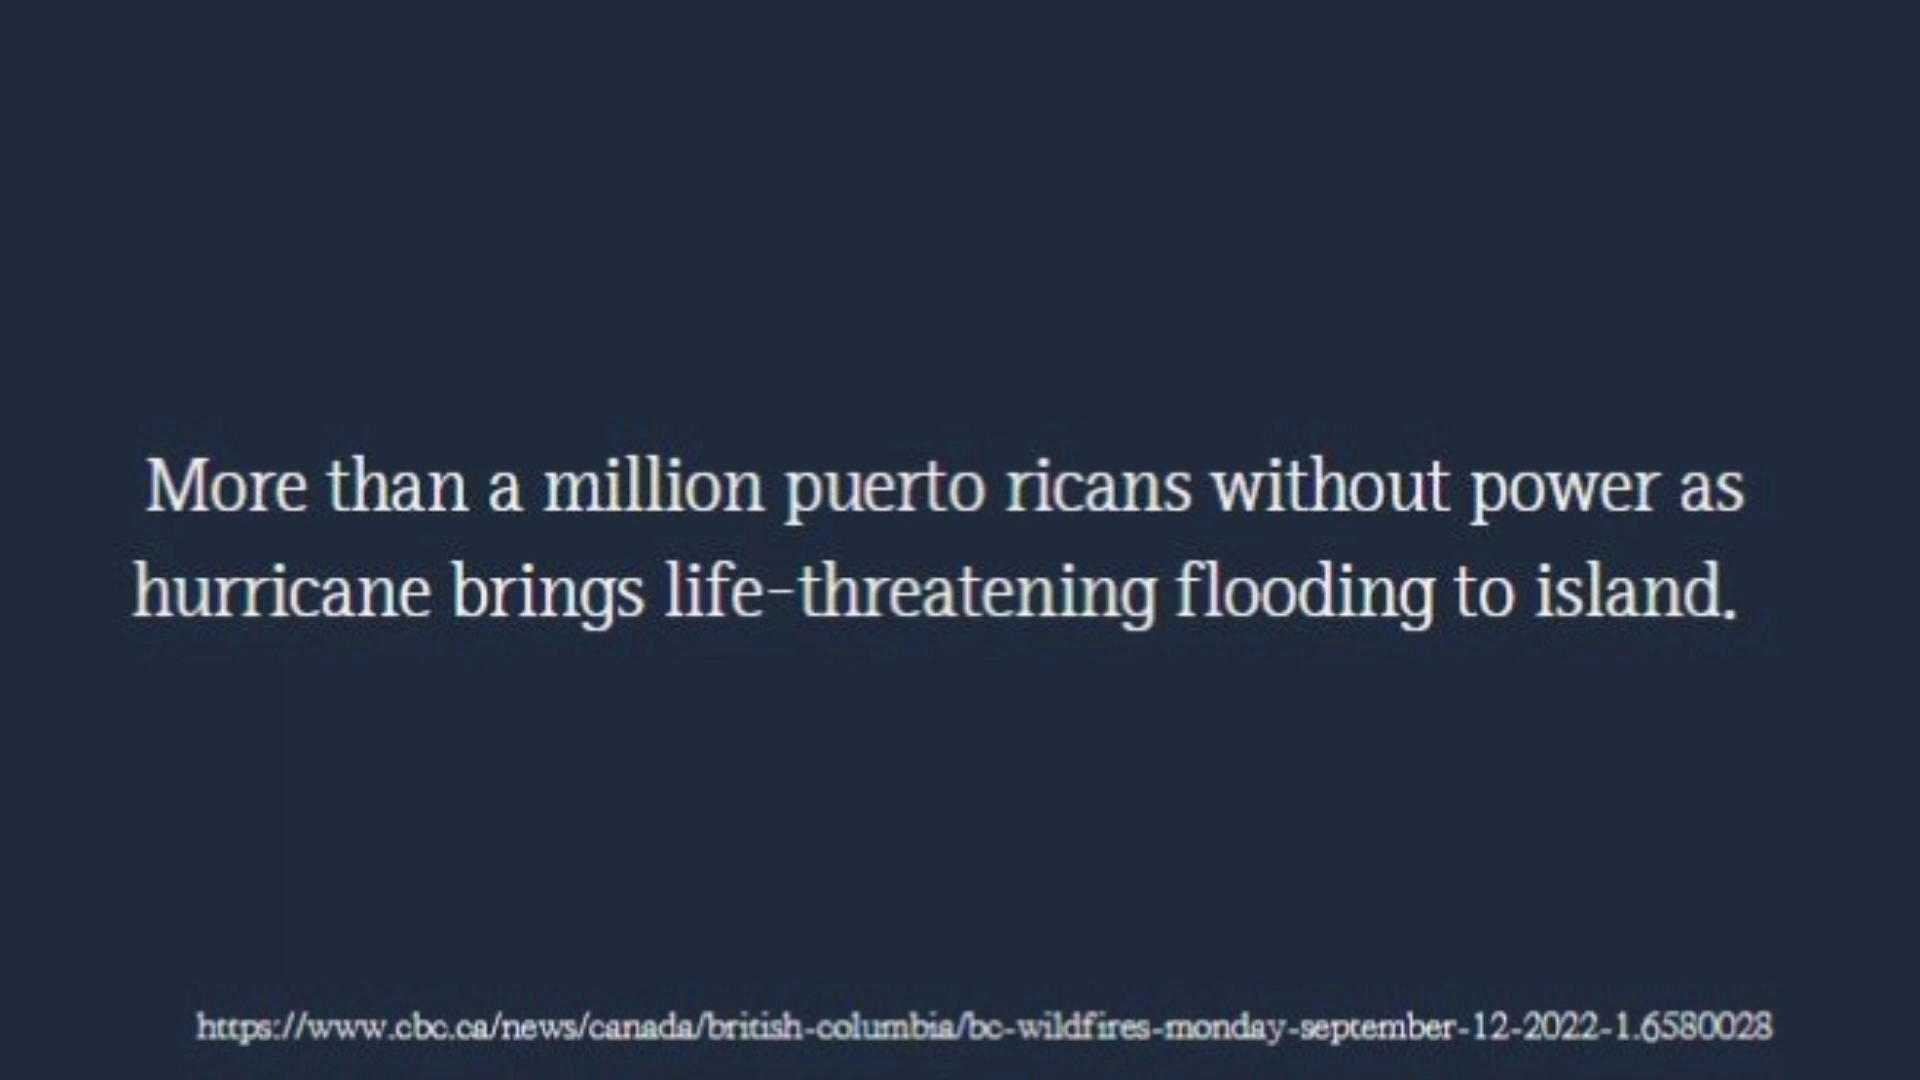 More than a million puerto ricans without power as
hurricane brings life-threatening flooding to island.
https://www.cbc.ca/news/canada/british-columbia/bc-wildfires-monday-september-12-2022-1.6580028